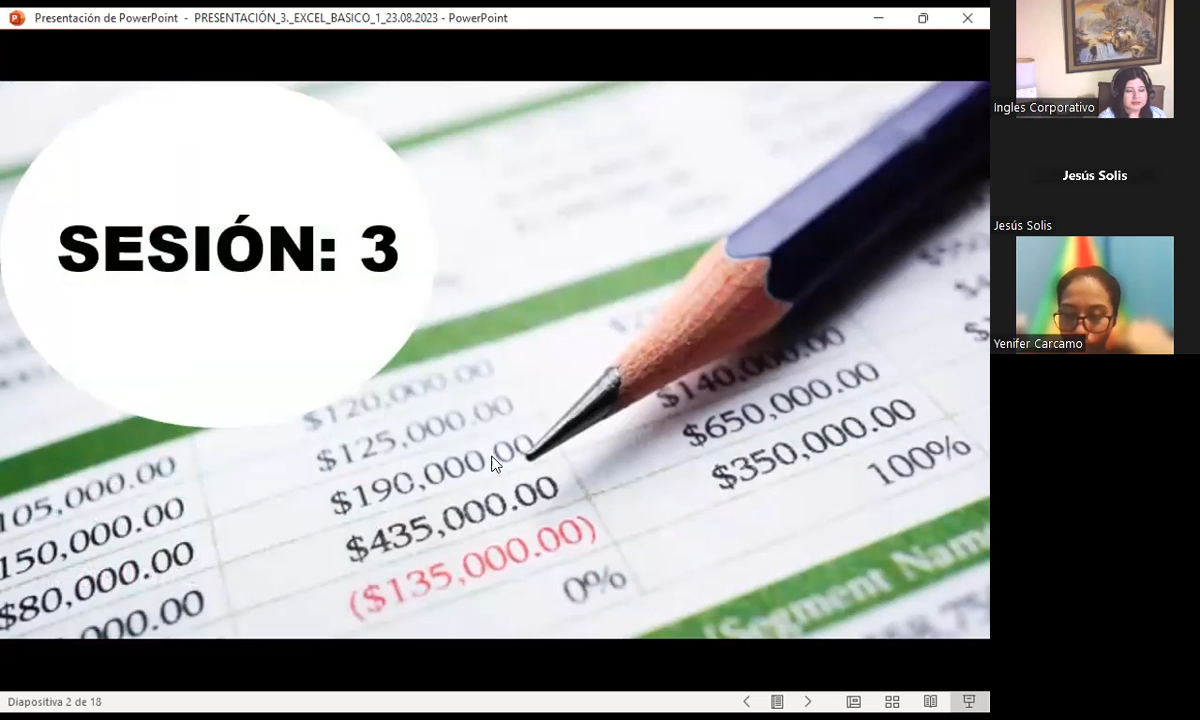 Presentación de PowerPoint - PRESENTACIÓN_3._EXCEL_BASICO_1_23.08.2023 - PowerPoint
SESIÓN: 3
$120,000.00
$125,000.00
$190,000.00
$435,000.00
($135,000.00)
0%
$140,000.00
$650,000.00
$350,000.00
100%
105,000.00
150,000.00
$80,000.00
000.00
[Segment Nam
Diapositiva 2 de 18
Ingles Corporativo
Jesús Solis
Jesús Solis
Yenifer Carcamo